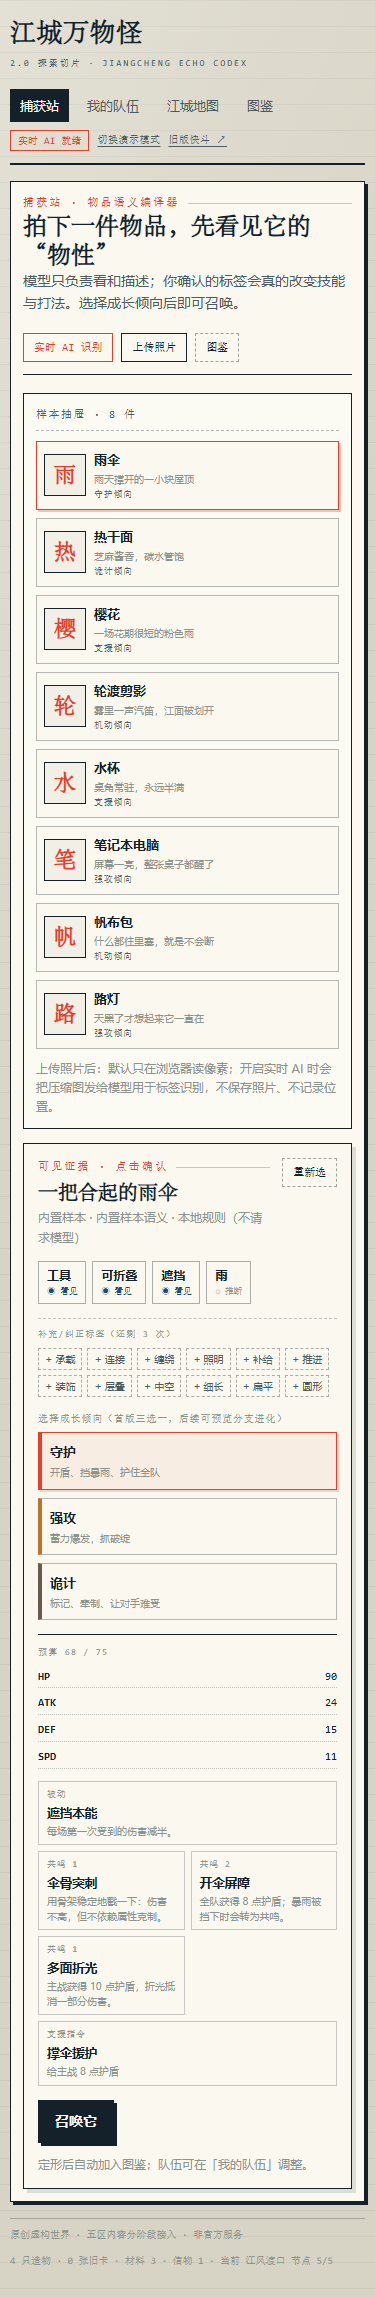 江城万物怪
2.0 探索切片 · JIANGCHENG ECHO CODEX
捕获站 我的队伍 江城地图 图鉴
实时 AI 就绪 切换演示模式 旧版快斗 ↗
捕获站 · 物品语义编译器
拍下一件物品，先看见它的
“物性”
模型只负责看和描述；你确认的标签会真的改变技能
与打法。选择成长倾向后即可召唤。
实时 AI 识别 上传照片 图鉴
样本抽屉 · 8 件
雨
雨伞
雨天撑开的一小块屋顶
守护倾向
热
热干面
芝麻酱香，碳水管饱
诡计倾向
樱
樱花
一场花期很短的粉色雨
支援倾向
轮
轮渡剪影
雾里一声汽笛，江面被划开
机动倾向
水
水杯
桌角常驻，永远半满
支援倾向
笔
笔记本电脑
屏幕一亮，整张桌子都醒了
强攻倾向
帆
帆布包
什么都往里塞，就是不会断
机动倾向
路
路灯
天黑了才想起来它一直在
强攻倾向
上传照片后：默认只在浏览器读像素；开启实时 AI 时会
把压缩图发给模型用于标签识别，不保存照片、不记录位
置。
可见证据 · 点击确认
重新选
一把合起的雨伞
内置样本 · 内置样本语义 · 本地规则（不请
求模型）
工具 可折叠 遮挡 雨
◉ 看见 ◉ 看见 ◉ 看见 ○ 推断
补充/纠正标签（还剩 3 次）
+ 承载 + 连接 + 缠绕 + 照明 + 补给 + 推进
+ 装饰 + 层叠 + 中空 + 细长 + 扁平 + 圆形
选择成长倾向（首版三选一，后续可预览分支进化）
守护
开盾、挡暴雨、护住全队
强攻
蓄力爆发，抓破绽
诡计
标记、牵制、让对手难受
预算 68 / 75
HP 90
ATK 24
DEF 15
SPD 11
被动
遮挡本能
每场第一次受到的伤害减半。
共鸣 1
伞骨突刺
用骨架稳定地戳一下：伤害
不高，但不依赖属性克制。
共鸣 2
开伞屏障
全队获得 8 点护盾；暴雨被
挡下时会转为共鸣。
共鸣 1
多面折光
主战获得 10 点护盾，折光抵
消一部分伤害。
支援指令
撑伞援护
给主战 8 点护盾
召唤它
定形后自动加入图鉴；队伍可在「我的队伍」调整。
原创虚构世界 · 五区内容分阶段接入 · 非官方服务
4 只造物 · 0 张旧卡 · 材料 3 · 信物 1 · 当前 江风渡口 节点 5/5